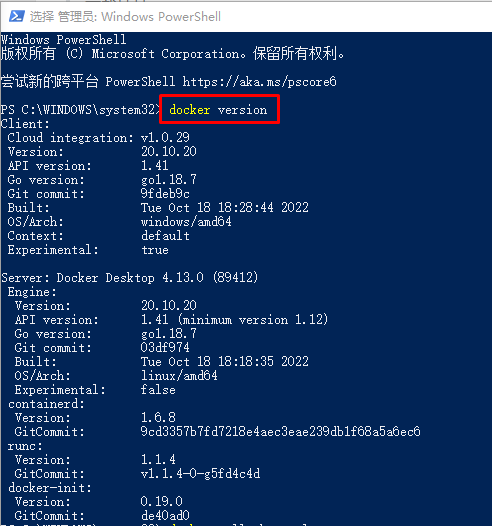 选择 管理员: Windows PowerShell
Windows PowerShell
版权所有 (C) Microsoft Corporation。保留所有权利。
尝试新的跨平台 PowerShell https://aka.ms/pscore6
PS C:\WINDOWS\system32> docker version
Client:
 Cloud integration: v1.0.29
 Version:           20.10.20
 API version:       1.41
 Go version:        go1.18.7
 Git commit:        9fdeb9c
 Built:             Tue Oct 18 18:28:44 2022
 OS/Arch:           windows/amd64
 Context:           default
 Experimental:      true
Server: Docker Desktop 4.13.0 (89412)
 Engine:
  Version:          20.10.20
  API version:      1.41 (minimum version 1.12)
  Go version:       go1.18.7
  Git commit:       03df974
  Built:            Tue Oct 18 18:18:35 2022
  OS/Arch:          linux/amd64
  Experimental:     false
 containerd:
  Version:          1.6.8
  GitCommit:        9cd3357b7fd7218e4aec3eae239db1f68a5a6ec6
 runc:
  Version:          1.1.4
  GitCommit:        v1.1.4-0-g5fd4c4d
 docker-init:
  Version:          0.19.0
  GitCommit:        de40ad0